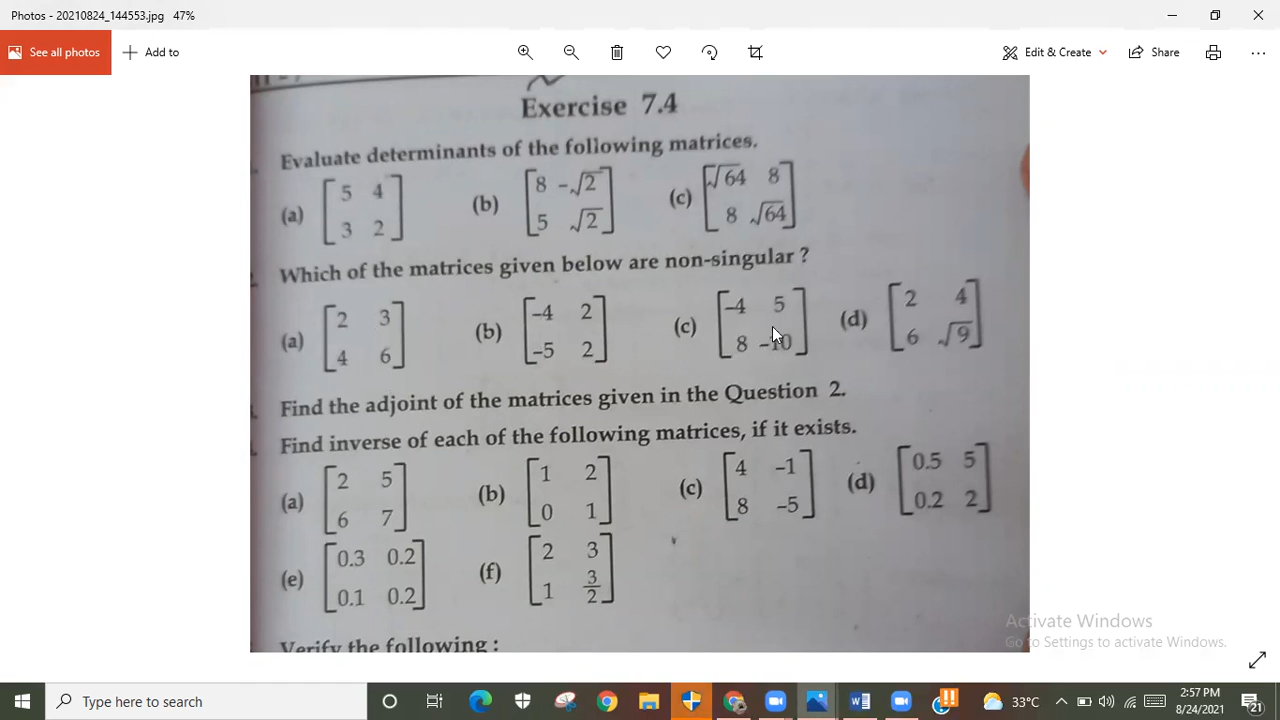 Photos - 20210824_144553.jpg 47%
See all photos
Add to
Edit & Create
Share
Exercise 7.4
Evaluate determinants of the following matrices.
(a) [5 4; 3 2] (b) [8 -√2; 5 √2] (c) [√64 8; 8 √64]
Which of the matrices given below are non-singular ?
(a) [2 3; 4 6] (b) [-4 2; -5 2] (c) [-4 5; 8 -10] (d) [2 4; 6 √9]
Find the adjoint of the matrices given in the Question 2.
Find inverse of each of the following matrices, if it exists.
(a) [2 5; 6 7] (b) [1 2; 0 1] (c) [4 -1; 8 -5] (d) [0.5 5; 0.2 2]
(e) [0.3 0.2; 0.1 0.2] (f) [2 3; 1 3/2]
Verify the following :
Activate Windows
Go to Settings to activate Windows.
Type here to search
33°C
2:57 PM
8/24/2021
21